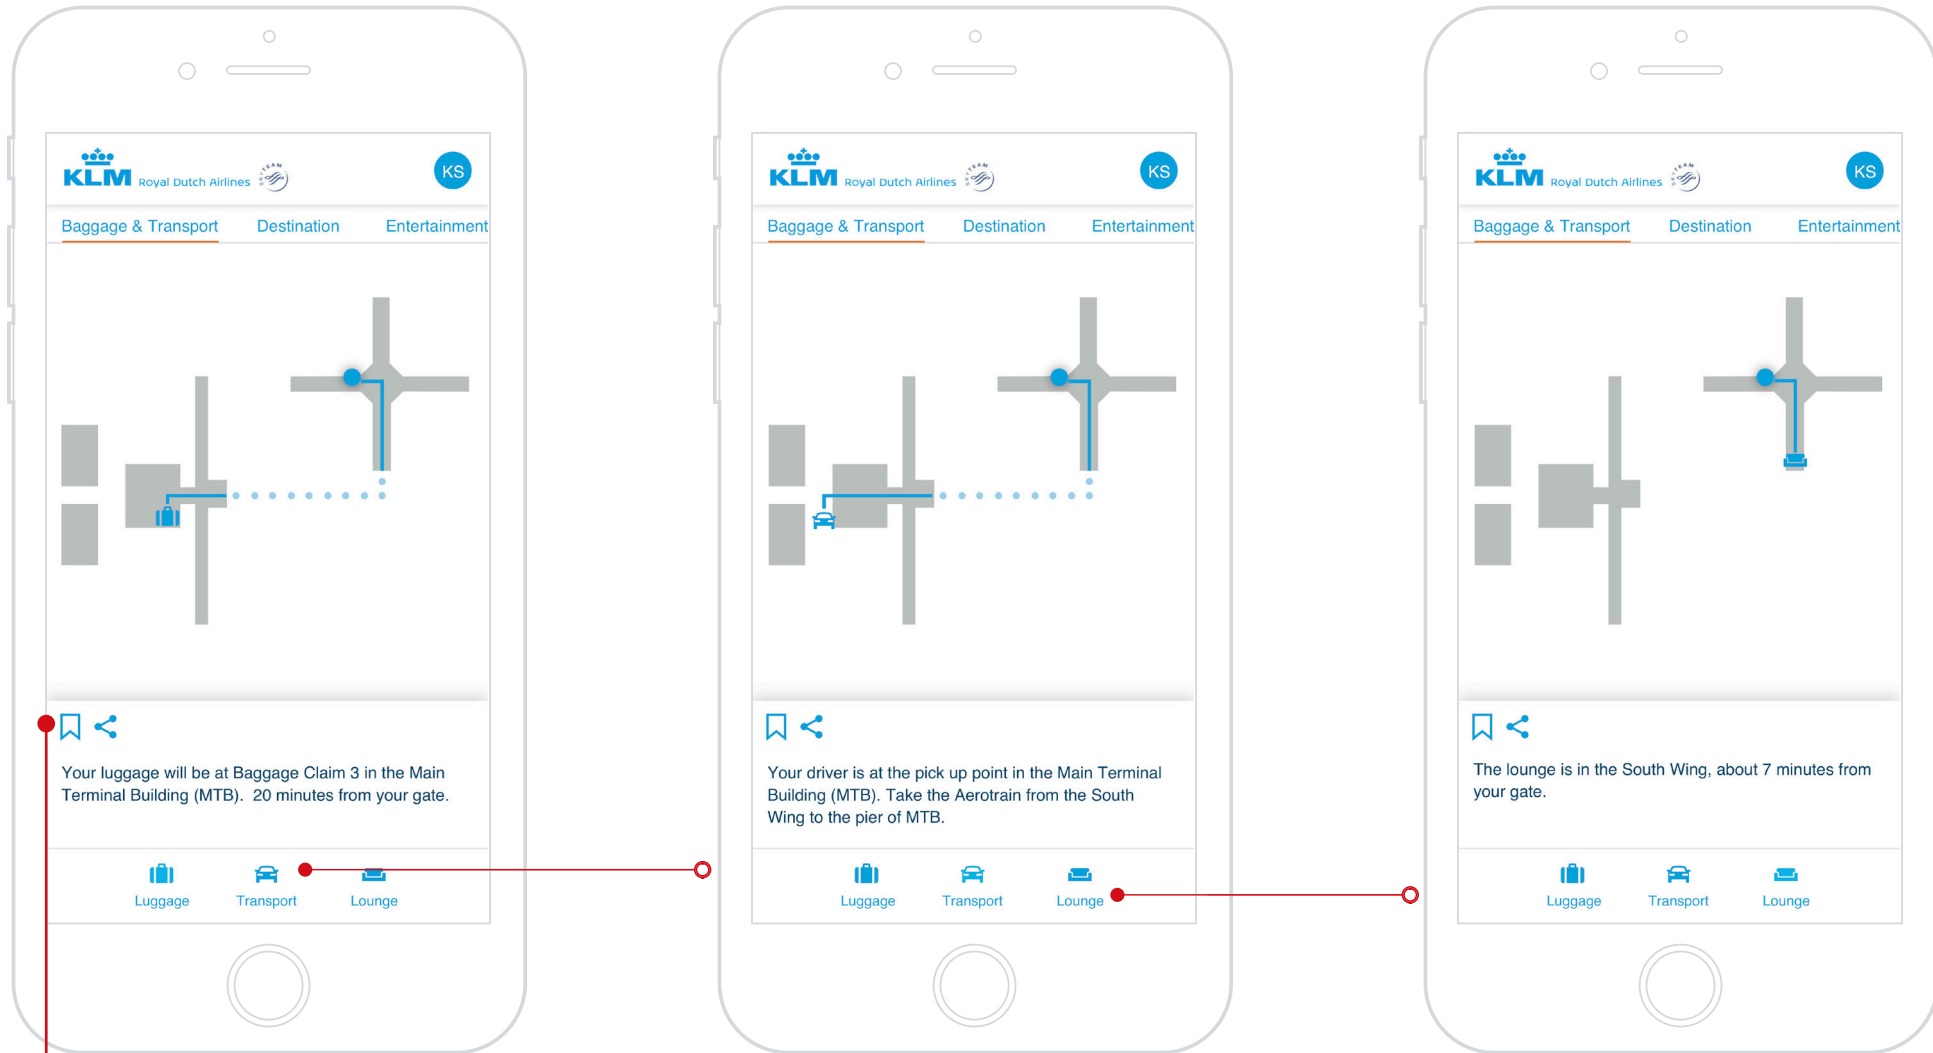 KLM Royal Dutch Airlines SKYTEAM KS
Baggage & Transport Destination Entertainment
Your luggage will be at Baggage Claim 3 in the Main
Terminal Building (MTB). 20 minutes from your gate.
Luggage Transport Lounge
KLM Royal Dutch Airlines SKYTEAM KS
Baggage & Transport Destination Entertainment
Your driver is at the pick up point in the Main Terminal
Building (MTB). Take the Aerotrain from the South
Wing to the pier of MTB.
Luggage Transport Lounge
KLM Royal Dutch Airlines SKYTEAM KS
Baggage & Transport Destination Entertainment
The lounge is in the South Wing, about 7 minutes from
your gate.
Luggage Transport Lounge